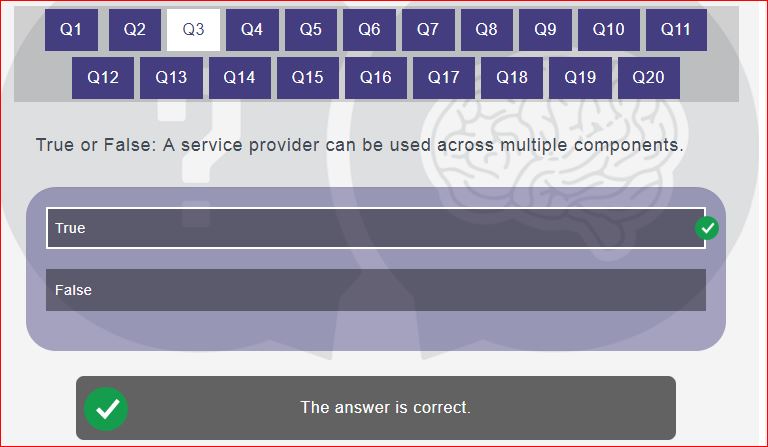 Q1 Q2 Q3 Q4 Q5 Q6 Q7 Q8 Q9 Q10 Q11
Q12 Q13 Q14 Q15 Q16 Q17 Q18 Q19 Q20
True or False: A service provider can be used across multiple components.
True
False
The answer is correct.